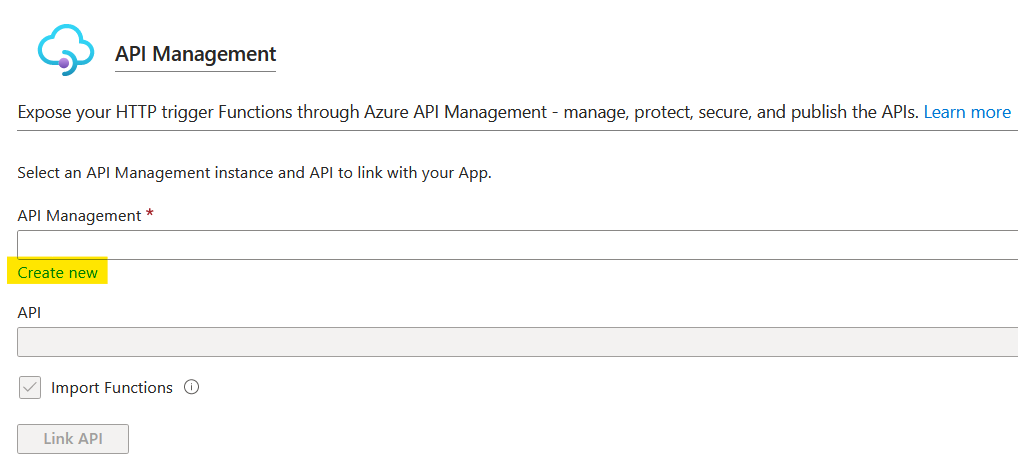 API Management
Expose your HTTP trigger Functions through Azure API Management - manage, protect, secure, and publish the APIs. Learn more
Select an API Management instance and API to link with your App.
API Management *
Create new
API
Import Functions
Link API